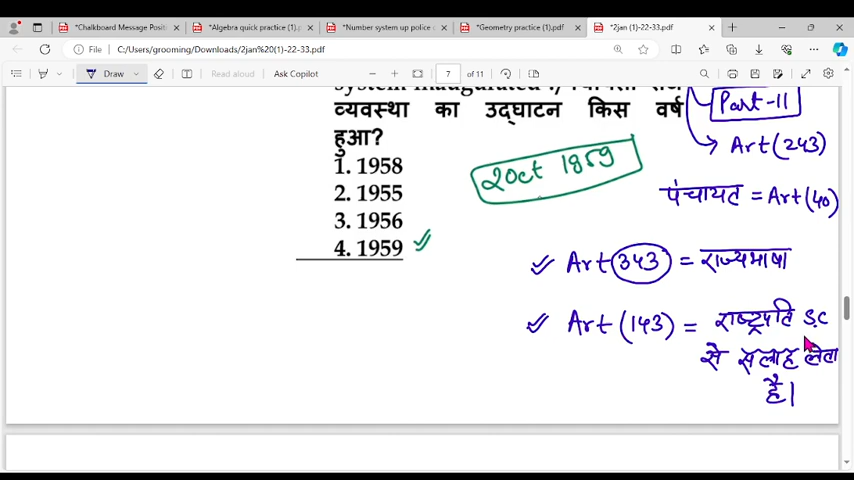 *Chalkboard Message Posit
*Algebra quick practice (1).p
*Number system up police c
*Geometry practice (1).pdf
*2jan (1)-22-33.pdf
File
C:/Users/grooming/Downloads/2jan%20(1)-22-33.pdf
Draw
Read aloud
Ask Copilot
7
of 11
व्यवस्था का उद्घाटन किस वर्ष
हुआ?
1. 1958
2. 1955
3. 1956
4. 1959
2 Oct 1859
Part-11
Art(243)
पंचायत = Art(40)
Art (343) = राज्यभाषा
Art (143) = राष्ट्रपति S.C
से सलाह लेता
है।